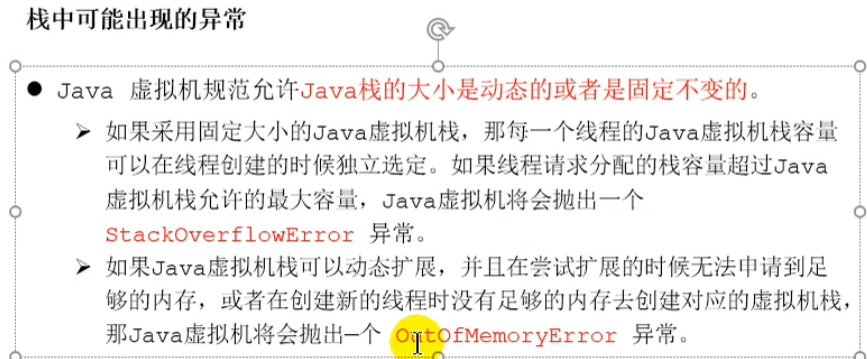 栈中可能出现的异常
● Java 虚拟机规范允许Java栈的大小是动态的或者是固定不变的。
➢ 如果采用固定大小的Java虚拟机栈，那每一个线程的Java虚拟机栈容量
可以在线程创建的时候独立选定。如果线程请求分配的栈容量超过Java
虚拟机栈允许的最大容量，Java虚拟机将会抛出一个
StackOverflowError 异常。
➢ 如果Java虚拟机栈可以动态扩展，并且在尝试扩展的时候无法申请到足
够的内存，或者在创建新的线程时没有足够的内存去创建对应的虚拟机栈，
那Java虚拟机将会抛出一个 OutOfMemoryError 异常。